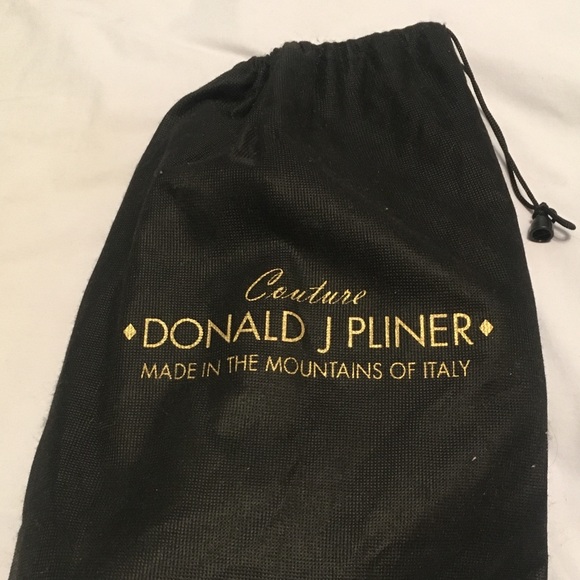 Couture
♦DONALD J PLINER♦
MADE IN THE MOUNTAINS OF ITALY